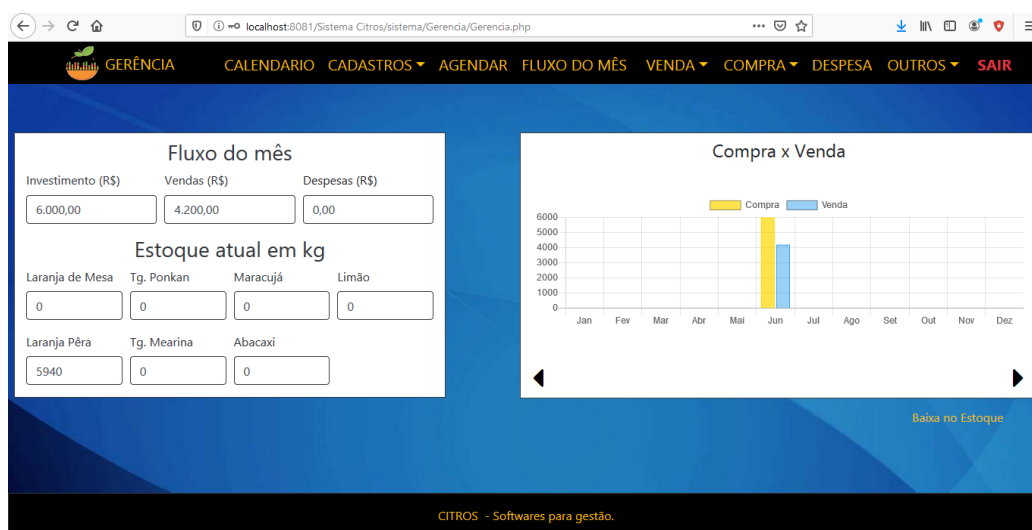 localhost:8081/Sistema Citros/sistema/Gerencia/Gerencia.php
GERÊNCIA CALENDARIO CADASTROS AGENDAR FLUXO DO MÊS VENDA COMPRA DESPESA OUTROS SAIR
Fluxo do mês
Investimento (R$) Vendas (R$) Despesas (R$)
6.000,00 4.200,00 0,00
Estoque atual em kg
Laranja de Mesa Tg. Ponkan Maracujá Limão
0 0 0 0
Laranja Pêra Tg. Mearina Abacaxi
5940 0 0
Compra x Venda
Compra Venda
6000
5000
4000
3000
2000
1000
0
Jan Fev Mar Abr Mai Jun Jul Ago Set Out Nov Dez
Baixa no Estoque
CITROS - Softwares para gestão.